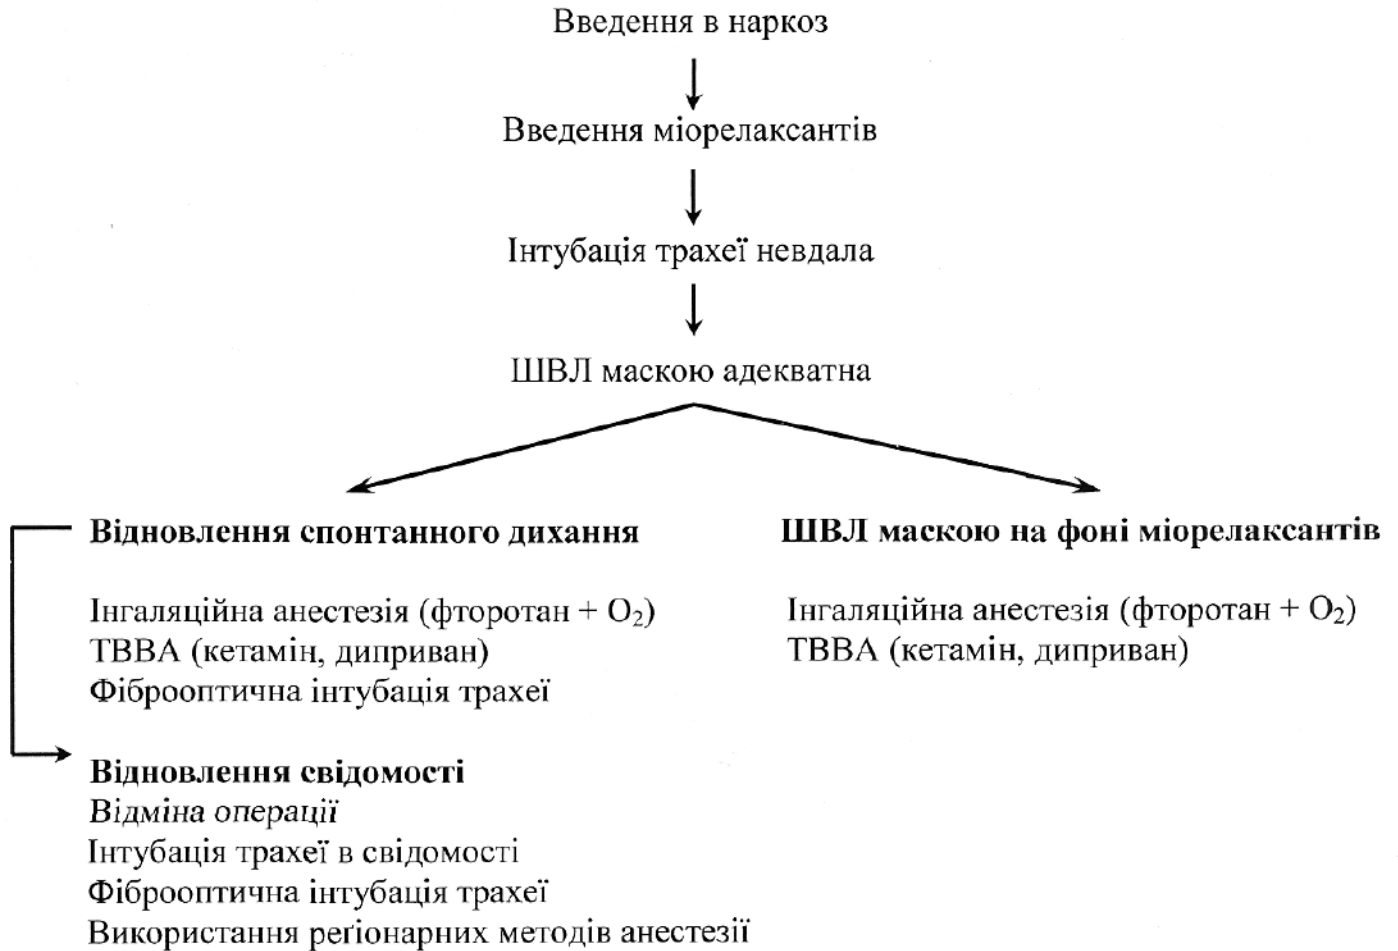 Введення в наркоз
Введення міорелаксантів
Інтубація трахеї невдала
ШВЛ маскою адекватна
Відновлення спонтанного дихання
Інгаляційна анестезія (фторотан + O₂)
ТВВА (кетамін, диприван)
Фіброоптична інтубація трахеї
Відновлення свідомості
Відміна операції
Інтубація трахеї в свідомості
Фіброоптична інтубація трахеї
Використання реґіонарних методів анестезії
ШВЛ маскою на фоні міорелаксантів
Інгаляційна анестезія (фторотан + O₂)
ТВВА (кетамін, диприван)